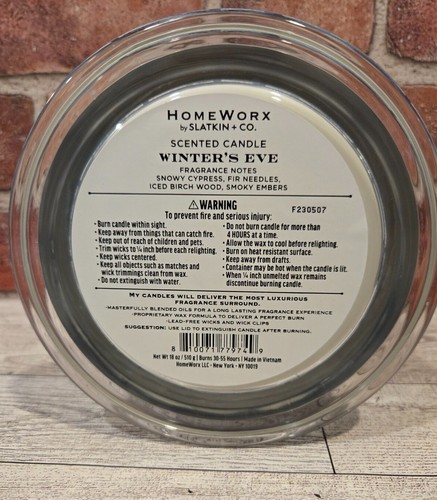 HOMEWORX
by SLATKIN + CO.
SCENTED CANDLE
WINTER'S EVE
FRAGRANCE NOTES
SNOWY CYPRESS, FIR NEEDLES,
ICED BIRCH WOOD, SMOKY EMBERS
⚠WARNING
F230507
To prevent fire and serious injury:
• Burn candle within sight.
• Keep away from things that can catch fire.
• Keep out of reach of children and pets.
• Trim wicks to ¼ inch before each relighting.
• Keep wicks centered.
• Keep all objects such as matches and
wick trimmings clean from wax.
• Do not extinguish with water.
• Do not burn candle for more than
4 HOURS at a time.
• Allow the wax to cool before relighting.
• Burn on heat resistant surface.
• Keep away from drafts.
• Container may be hot when the candle is lit.
• When ¼ inch unmelted wax remains
discontinue burning candle.
MY CANDLES WILL DELIVER THE MOST LUXURIOUS
FRAGRANCE SURROUND.
•MASTERFULLY BLENDED OILS FOR A LONG LASTING FRAGRANCE EXPERIENCE
•PROPRIETARY WAX FORMULA TO DELIVER A PERFECT BURN
•LEAD-FREE WICKS AND WICK CLIPS
SUGGESTION: USE LID TO EXTINGUISH CANDLE AFTER BURNING.
8 10071 77974 9
Net Wt 18 oz / 510 g | Burns 30-55 Hours | Made in Vietnam
HomeWorx LLC • New York • NY 10019